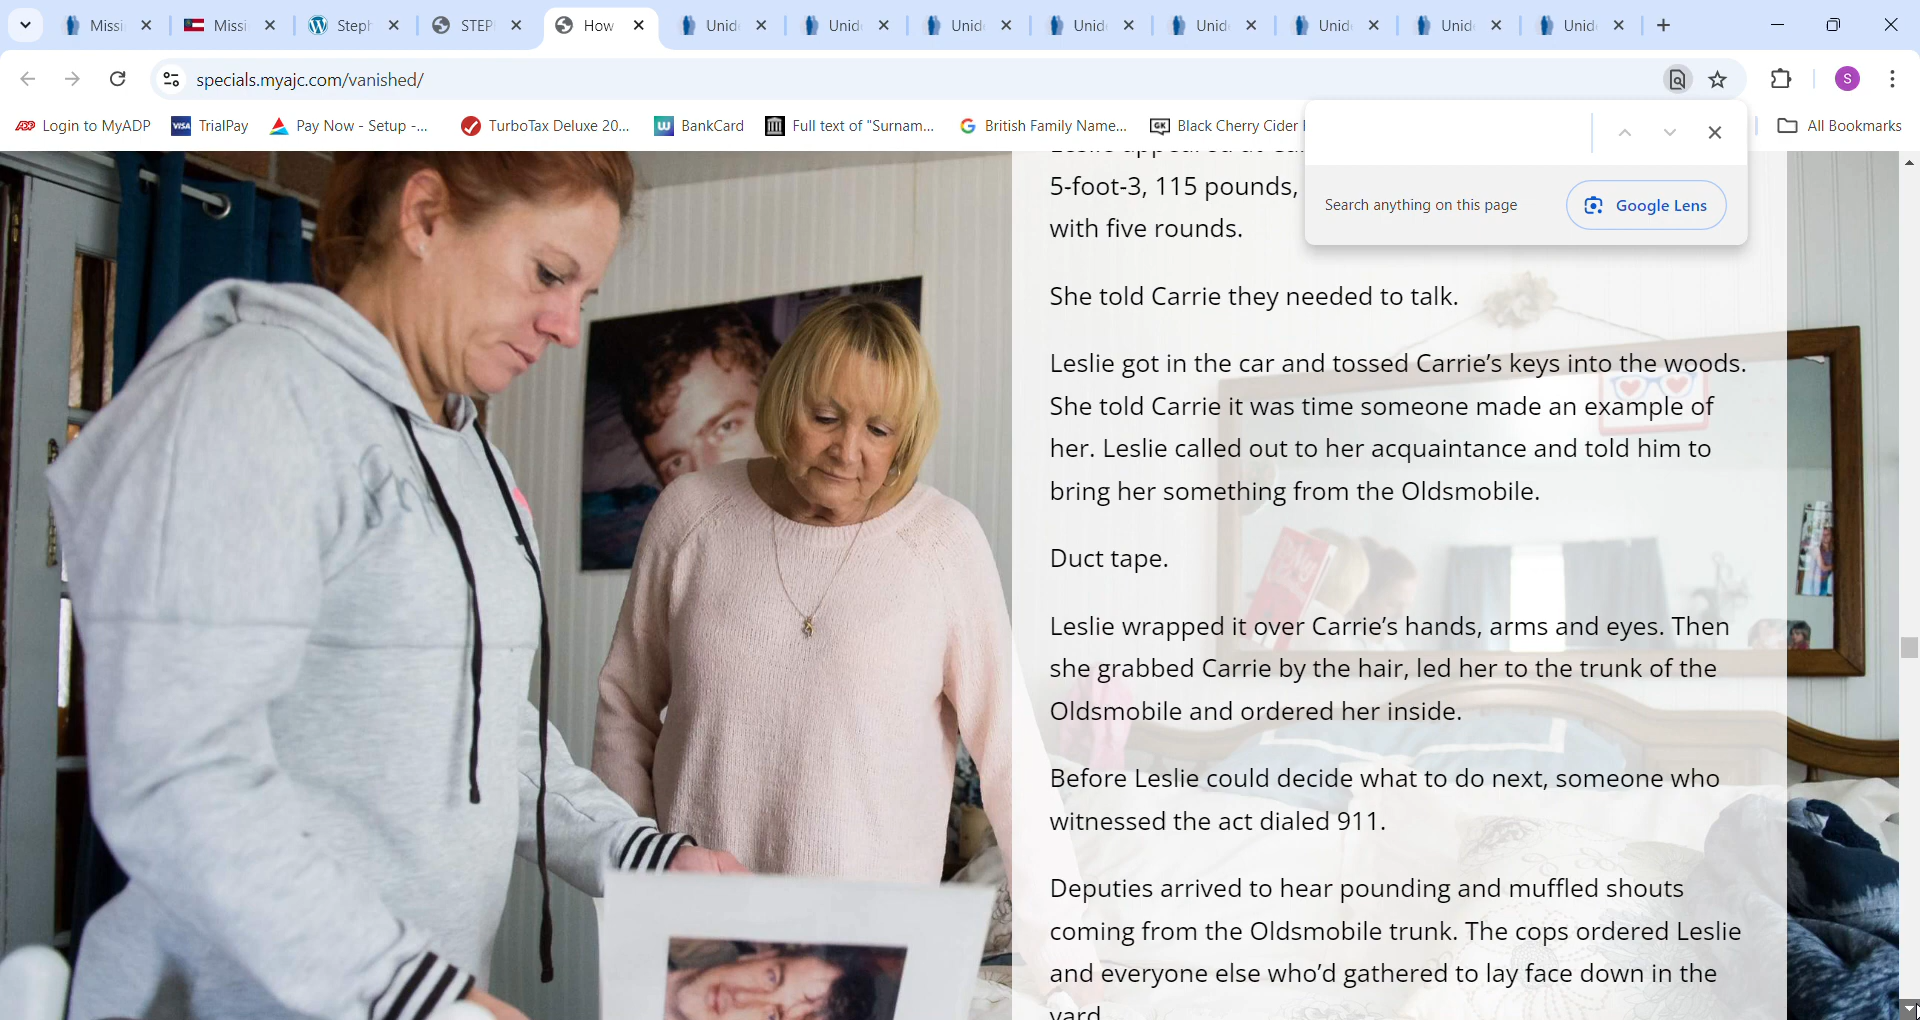 Missi
Missi
Steph
STEP
How
Unid
Unid
Unid
Unid
Unid
Unid
Unid
Unid
specials.myajc.com/vanished/
S
Login to MyADP
VISA
TrialPay
Pay Now - Setup -...
TurboTax Deluxe 20...
BankCard
Full text of "Surnam...
British Family Name...
GK
Black Cherry Cider
All Bookmarks
Search anything on this page
Google Lens
5-foot-3, 115 pounds,
with five rounds.
She told Carrie they needed to talk.
Leslie got in the car and tossed Carrie’s keys into the woods.
She told Carrie it was time someone made an example of
her. Leslie called out to her acquaintance and told him to
bring her something from the Oldsmobile.
Duct tape.
Leslie wrapped it over Carrie’s hands, arms and eyes. Then
she grabbed Carrie by the hair, led her to the trunk of the
Oldsmobile and ordered her inside.
Before Leslie could decide what to do next, someone who
witnessed the act dialed 911.
Deputies arrived to hear pounding and muffled shouts
coming from the Oldsmobile trunk. The cops ordered Leslie
and everyone else who’d gathered to lay face down in the
yard